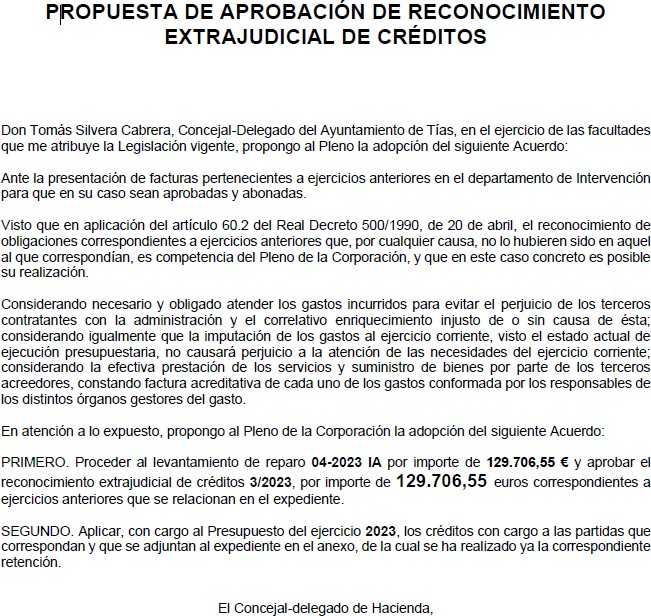 PROPUESTA DE APROBACIÓN DE RECONOCIMIENTO
EXTRAJUDICIAL DE CRÉDITOS
Don Tomás Silvera Cabrera, Concejal-Delegado del Ayuntamiento de Tías, en el ejercicio de las facultades
que me atribuye la Legislación vigente, propongo al Pleno la adopción del siguiente Acuerdo:
Ante la presentación de facturas pertenecientes a ejercicios anteriores en el departamento de Intervención
para que en su caso sean aprobadas y abonadas.
Visto que en aplicación del artículo 60.2 del Real Decreto 500/1990, de 20 de abril, el reconocimiento de
obligaciones correspondientes a ejercicios anteriores que, por cualquier causa, no lo hubieren sido en aquel
al que correspondían, es competencia del Pleno de la Corporación, y que en este caso concreto es posible
su realización.
Considerando necesario y obligado atender los gastos incurridos para evitar el perjuicio de los terceros
contratantes con la administración y el correlativo enriquecimiento injusto de o sin causa de ésta;
considerando igualmente que la imputación de los gastos al ejercicio corriente, visto el estado actual de
ejecución presupuestaria, no causará perjuicio a la atención de las necesidades del ejercicio corriente;
considerando la efectiva prestación de los servicios y suministro de bienes por parte de los terceros
acreedores, constando factura acreditativa de cada uno de los gastos conformada por los responsables de
los distintos órganos gestores del gasto.
En atención a lo expuesto, propongo al Pleno de la Corporación la adopción del siguiente Acuerdo:
PRIMERO. Proceder al levantamiento de reparo 04-2023 IA por importe de 129.706,55 € y aprobar el
reconocimiento extrajudicial de créditos 3/2023, por importe de 129.706,55 euros correspondientes a
ejercicios anteriores que se relacionan en el expediente.
SEGUNDO. Aplicar, con cargo al Presupuesto del ejercicio 2023, los créditos con cargo a las partidas que
correspondan y que se adjuntan al expediente en el anexo, de la cual se ha realizado ya la correspondiente
retención.
El Concejal-delegado de Hacienda,